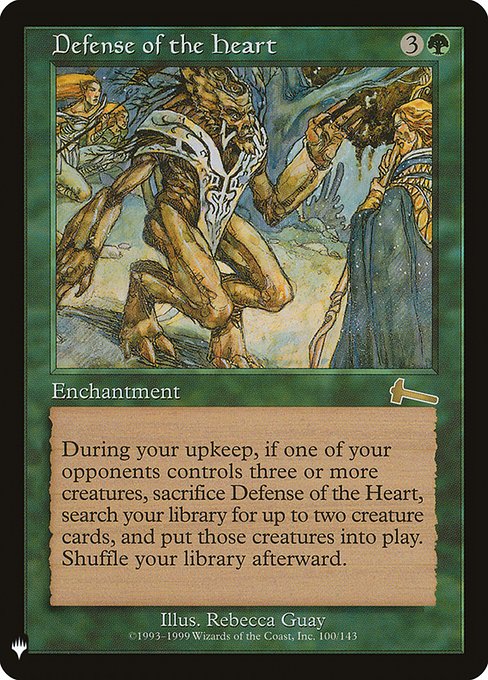 Defense of the Heart 3
Enchantment
During your upkeep, if one of your
opponents controls three or more
creatures, sacrifice Defense of the Heart,
search your library for up to two creature
cards, and put those creatures into play.
Shuffle your library afterward.
Illus. Rebecca Guay
©1993-1999 Wizards of the Coast, Inc. 100/143